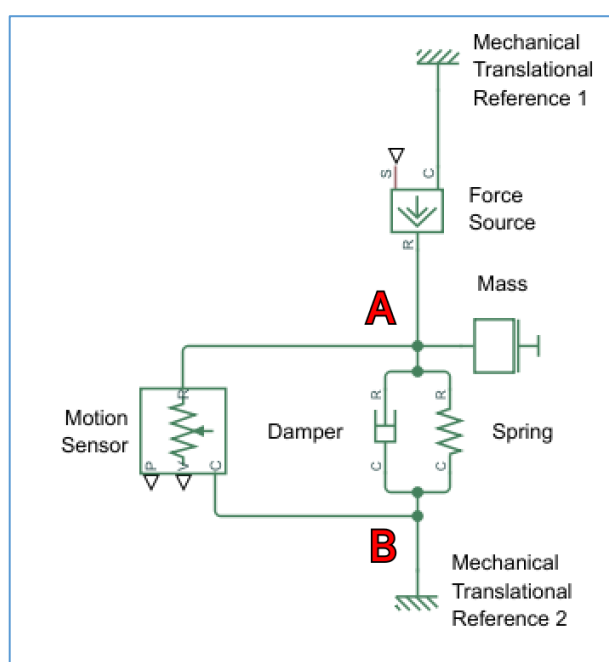 Mechanical
Translational
Reference 1
S
C
Force
Source
R
A
Mass
R
R
R
Motion
Sensor
Damper
Spring
P
V
C
C
C
B
Mechanical
Translational
Reference 2